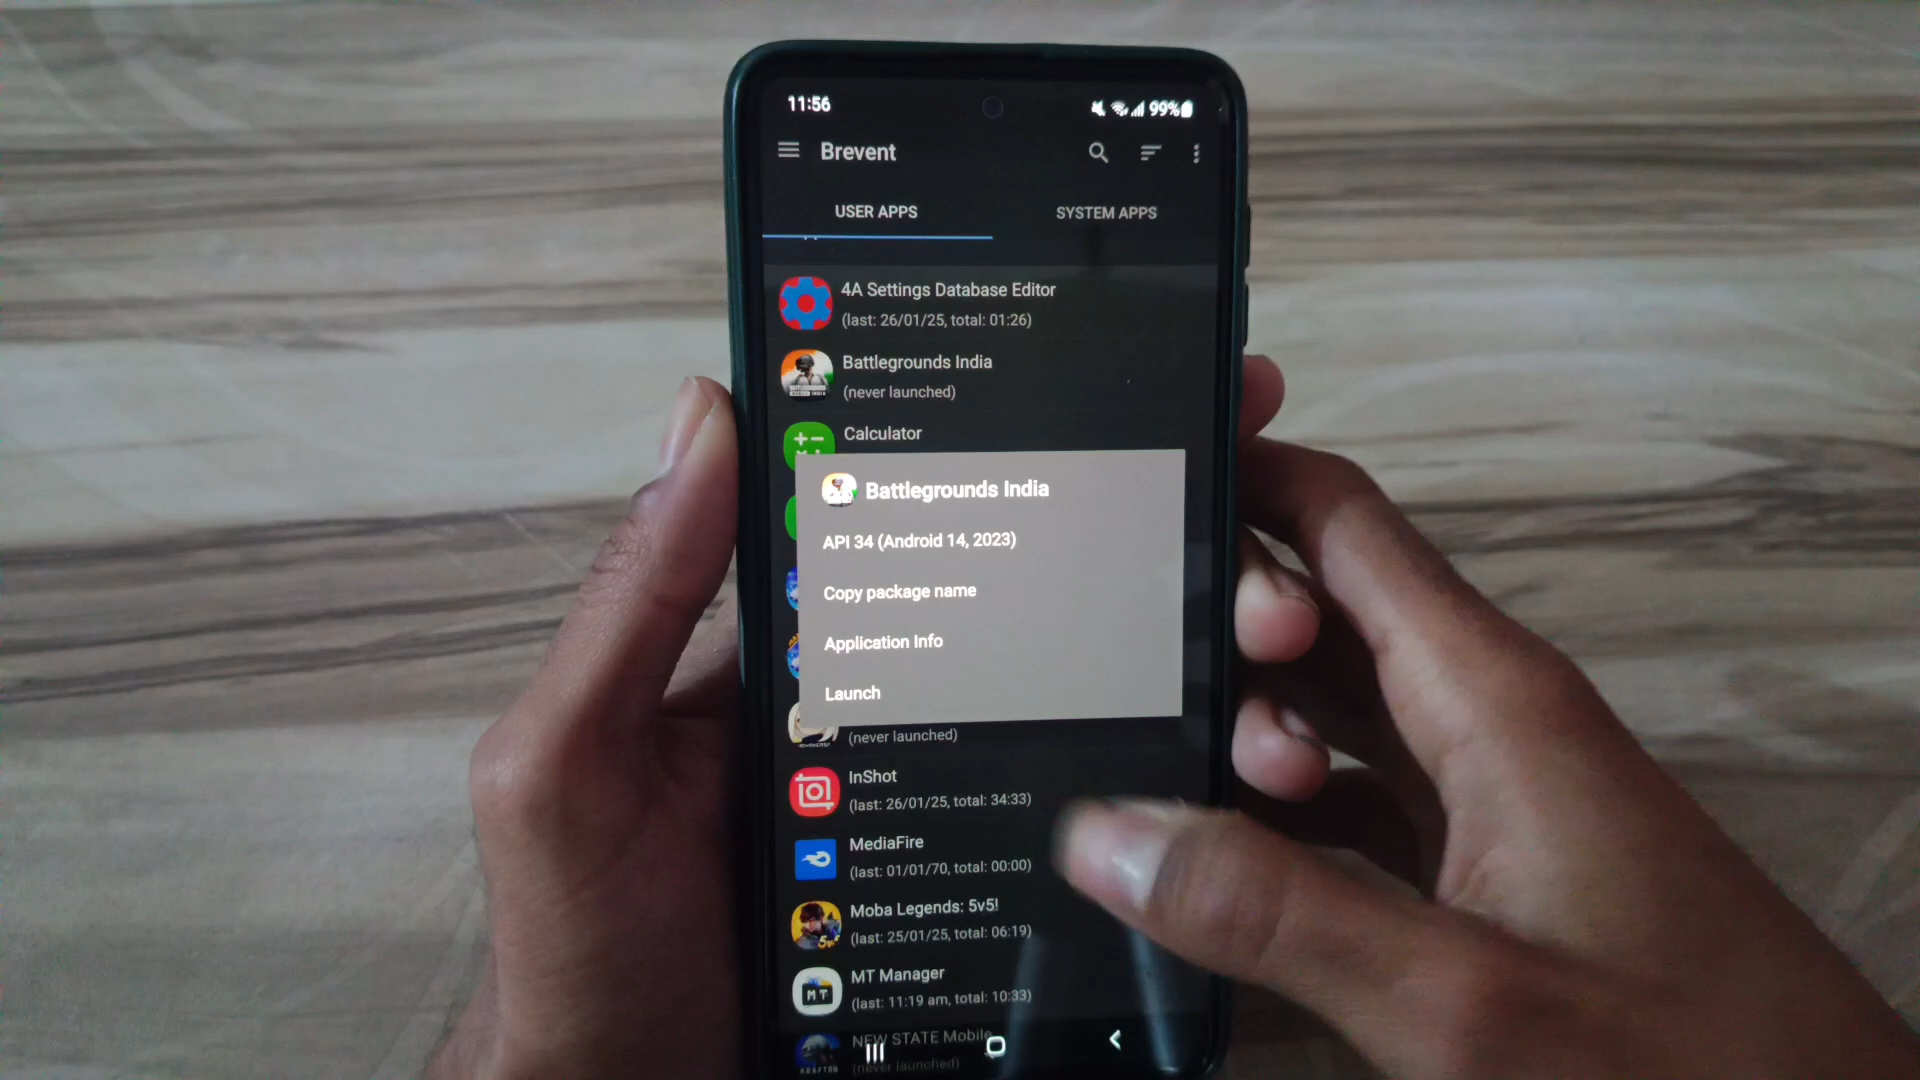 11:56
99%
Brevent
USER APPS
SYSTEM APPS
4A Settings Database Editor
(last: 26/01/25, total: 01:26)
Battlegrounds India
(never launched)
Calculator
Battlegrounds India
API 34 (Android 14, 2023)
Copy package name
Application Info
Launch
(never launched)
InShot
(last: 26/01/25, total: 34:33)
MediaFire
(last: 01/01/70, total: 00:00)
Moba Legends: 5v5!
(last: 25/01/25, total: 06:19)
5v5
MT Manager
MT
(last: 11:19 am, total: 10:33)
NEW STATE Mobile
KRAFTON
(never launched)